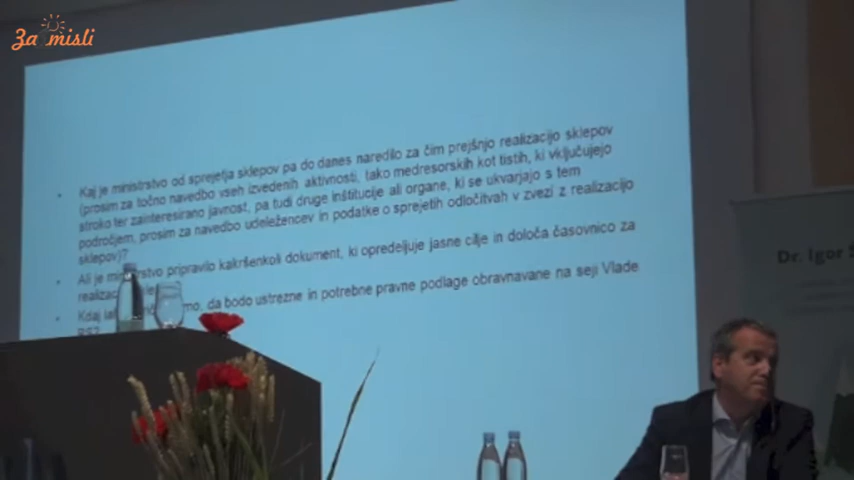 Za misli
Kaj je ministrstvo od sprejetja sklepov pa do danes naredilo za čim prejšnjo realizacijo sklepov
(prosim za točno navedbo vseh izvedenih aktivnosti, tako medresorskih kot tistih, ki vključujejo
stroko ter zainteresirano javnost, pa tudi druge inštitucije ali organe, ki se ukvarjajo s tem
področjem, prosim za navedbo udeležencev in podatke o sprejetih odločitvah v zvezi z realizacijo
sklepov)?
Ali je pripravilo kakršenkoli dokument, ki opredeljuje jasne cilje in določa časovnico za
Kdaj da bodo ustrezne in potrebne pravne podlage obravnavane na seji Vlade
RS?
Dr. Igor